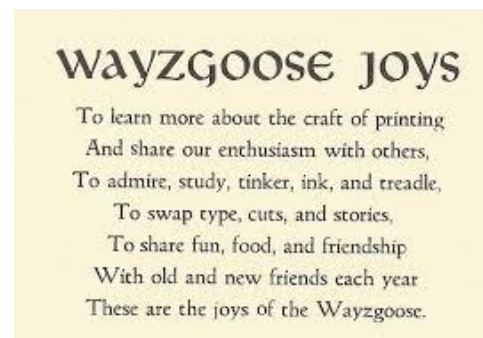 Wayzgoose Joys
To learn more about the craft of printing
And share our enthusiasm with others,
To admire, study, tinker, ink, and treadle,
To swap type, cuts, and stories,
To share fun, food, and friendship
With old and new friends each year
These are the joys of the Wayzgoose.